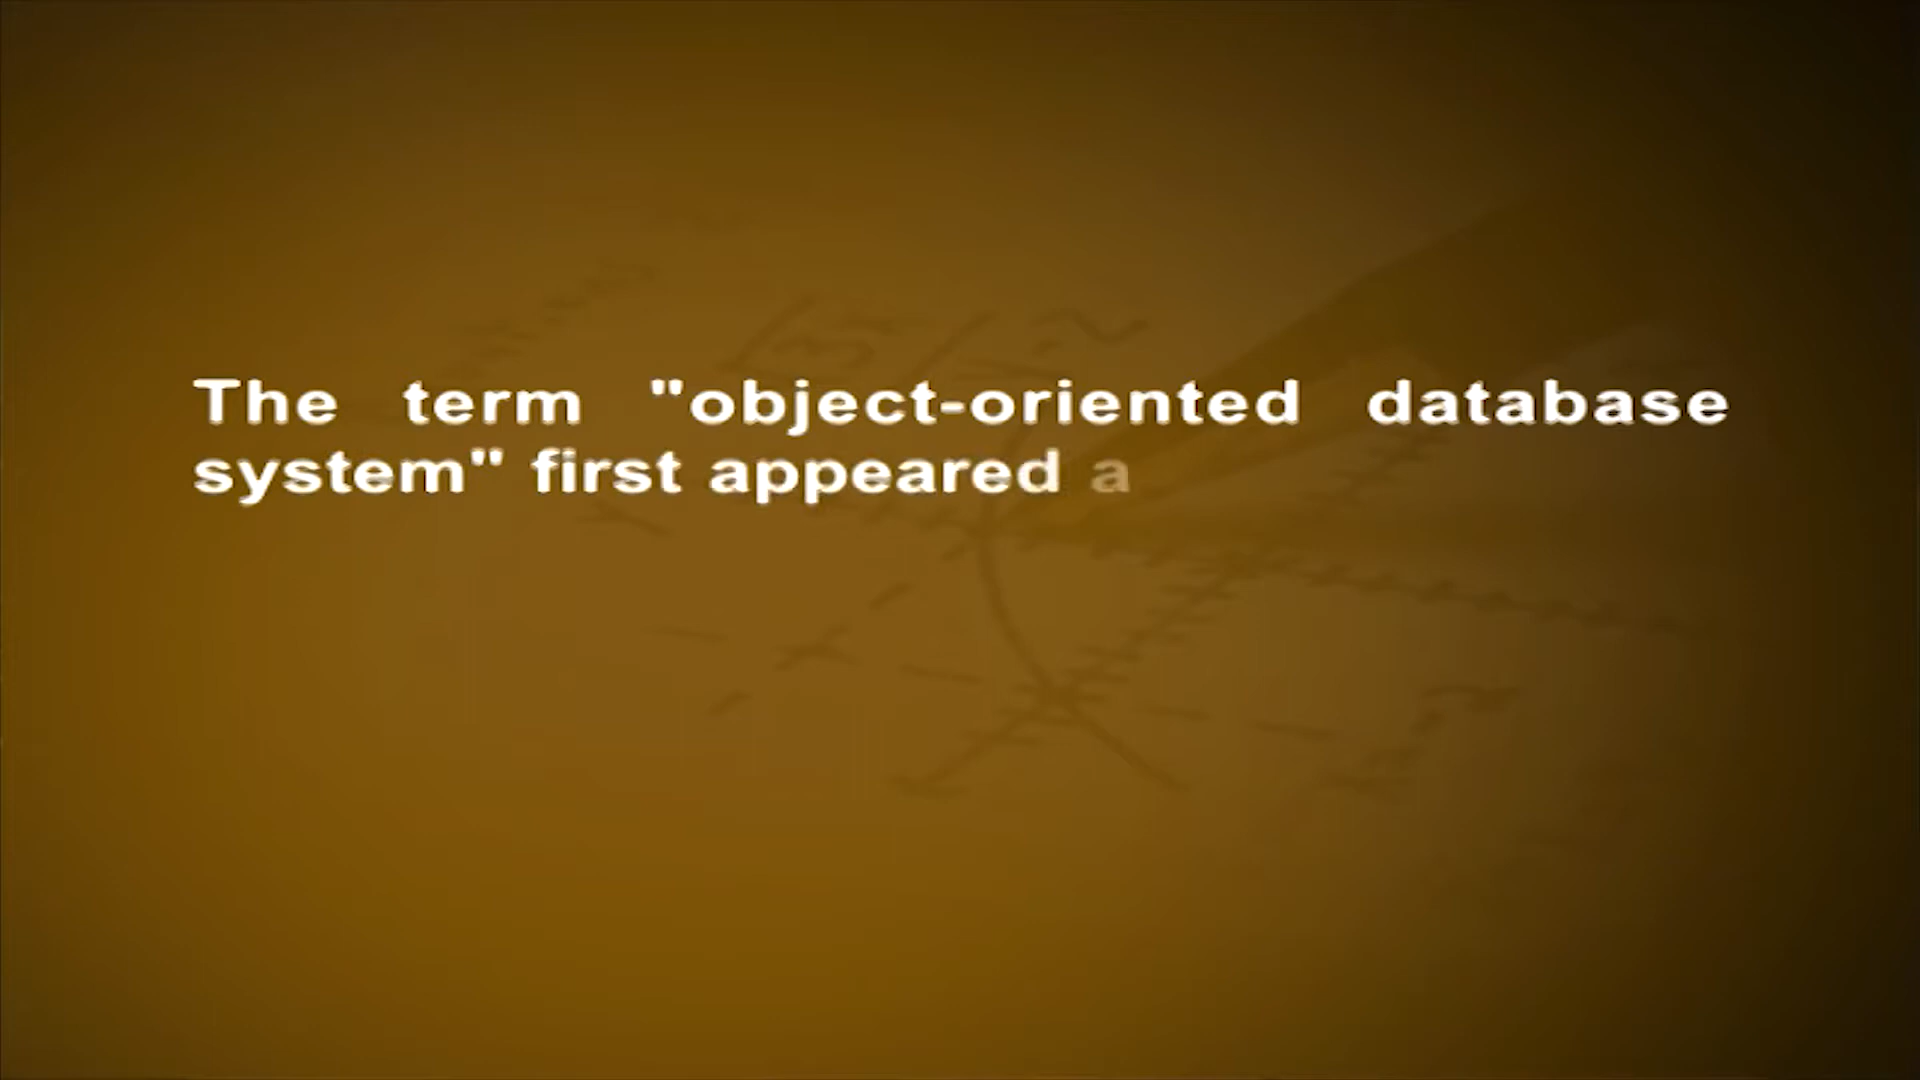 The term "object-oriented database
system" first appeared a